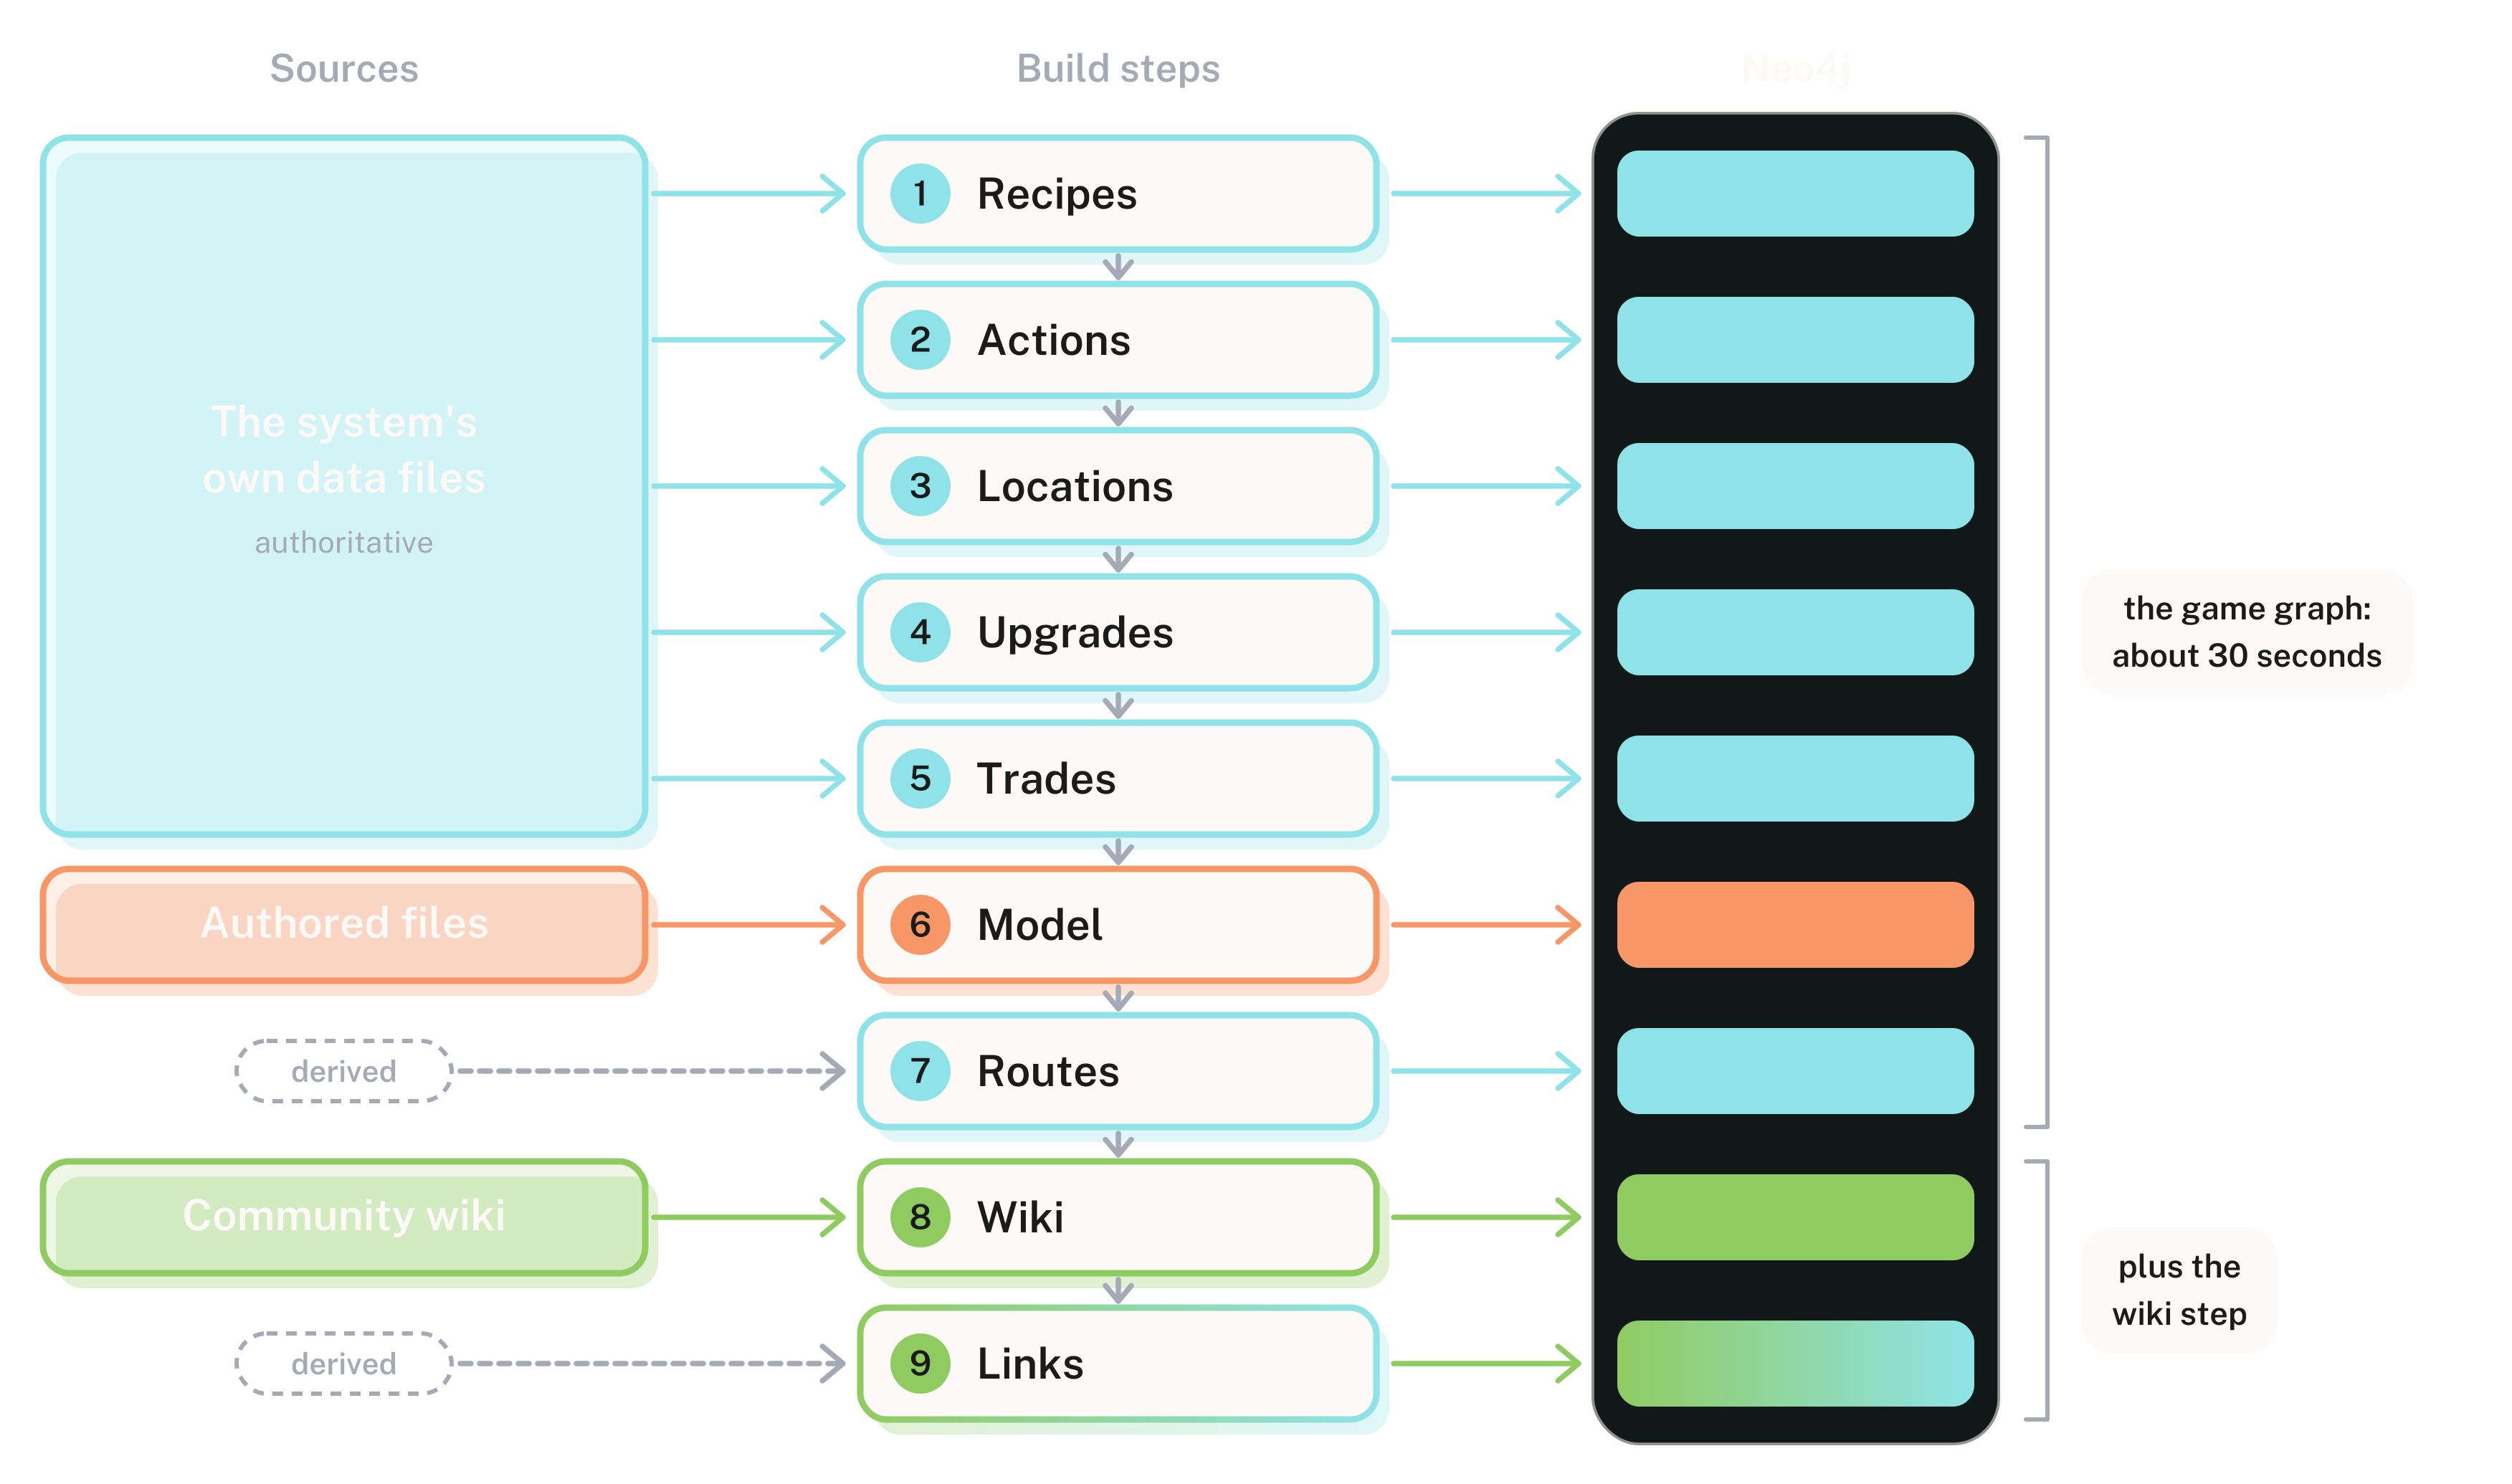 Sources
Build steps
Neo4j
The system's
own data files
authoritative
1 Recipes
2 Actions
3 Locations
4 Upgrades
5 Trades
the game graph:
about 30 seconds
Authored files
6 Model
derived
7 Routes
Community wiki
8 Wiki
plus the
wiki step
derived
9 Links